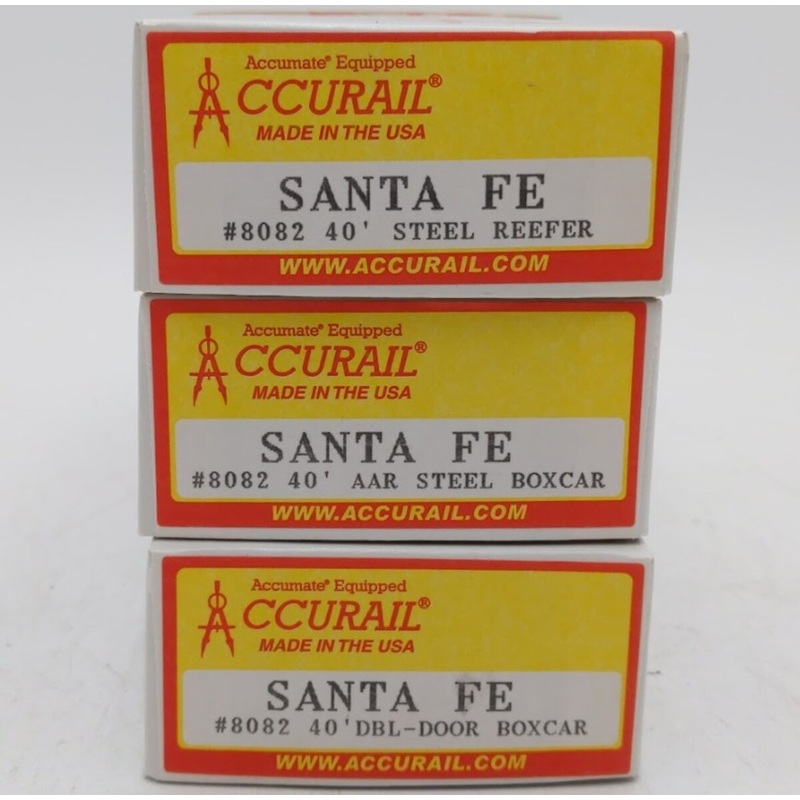 Accumate® Equipped
ACCURAIL®
MADE IN THE USA
SANTA FE
#8082 40' STEEL REEFER
WWW.ACCURAIL.COM
Accumate® Equipped
ACCURAIL®
MADE IN THE USA
SANTA FE
#8082 40' AAR STEEL BOXCAR
WWW.ACCURAIL.COM
Accumate® Equipped
ACCURAIL®
MADE IN THE USA
SANTA FE
#8082 40' DBL-DOOR BOXCAR
WWW.ACCURAIL.COM